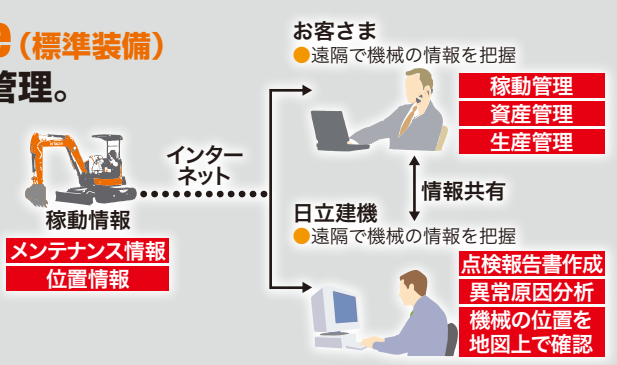 e(標準装備)
管理。
お客さま
●遠隔で機械の情報を把握
稼動管理
資産管理
生産管理
インター
ネット
稼動情報
メンテナンス情報
位置情報
情報共有
日立建機
●遠隔で機械の情報を把握
点検報告書作成
異常原因分析
機械の位置を
地図上で確認